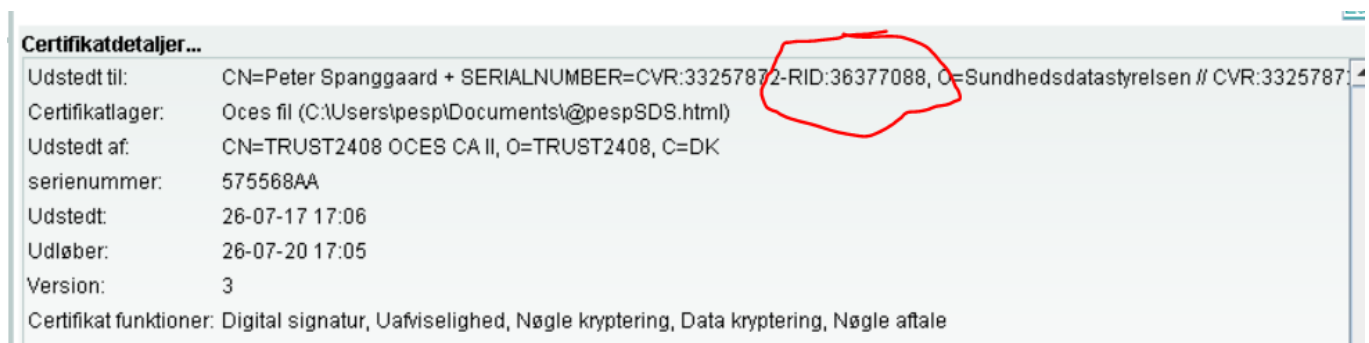 Certifikatdetaljer...
Udstedt til: CN=Peter Spanggaard + SERIALNUMBER=CVR:33257872-RID:36377088, O=Sundhedsdatastyrelsen // CVR:3325787
Certifikatlager: Oces fil (C:\Users\pesp\Documents\@pespSDS.html)
Udstedt af: CN=TRUST2408 OCES CA II, O=TRUST2408, C=DK
serienummer: 575568AA
Udstedt: 26-07-17 17:06
Udløber: 26-07-20 17:05
Version: 3
Certifikat funktioner: Digital signatur, Uafviselighed, Nøgle kryptering, Data kryptering, Nøgle aftale